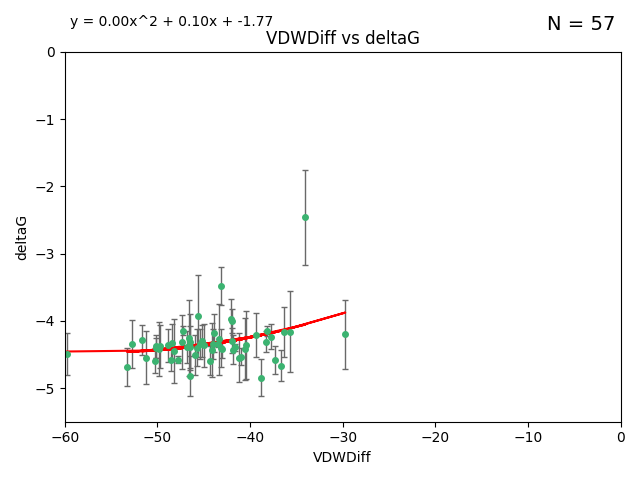 y = 0.00x^2 + 0.10x + -1.77
N = 57
VDWDiff vs deltaG
0
−1
−2
−3
−4
−5
deltaG
−60 −50 −40 −30 −20 −10 0
VDWDiff